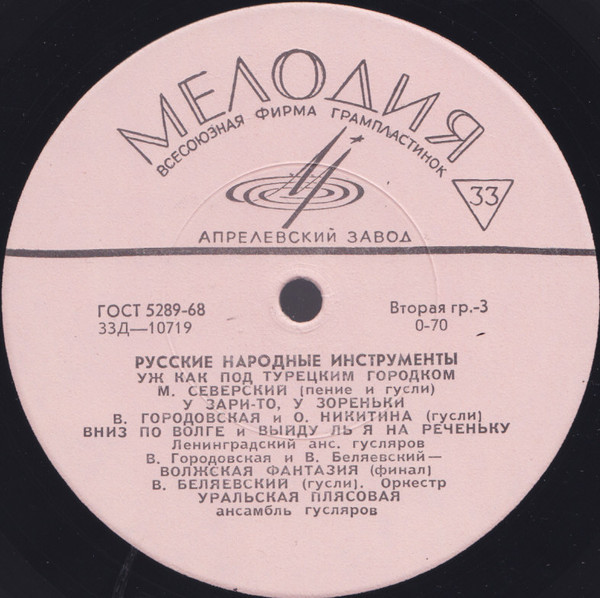 МЕЛОДИЯ
ВСЕСОЮЗНАЯ ФИРМА ГРАМПЛАСТИНОК
33
АПРЕЛЕВСКИЙ ЗАВОД
ГОСТ 5289-68 Вторая гр.-3
33Д—10719 0-70
РУССКИЕ НАРОДНЫЕ ИНСТРУМЕНТЫ
УЖ КАК ПОД ТУРЕЦКИМ ГОРОДКОМ
М. СЕВЕРСКИЙ (пение и гусли)
У ЗАРИ-ТО, У ЗОРЕНЬКИ
В. ГОРОДОВСКАЯ и О. НИКИТИНА (гусли)
ВНИЗ ПО ВОЛГЕ и ВЫЙДУ ЛЬ Я НА РЕЧЕНЬКУ
Ленинградский анс. гусляров
В. Городовская и В. Беляевский—
ВОЛЖСКАЯ ФАНТАЗИЯ (финал)
В. БЕЛЯЕВСКИЙ (гусли). Оркестр
УРАЛЬСКАЯ ПЛЯСОВАЯ
ансамбль гусляров